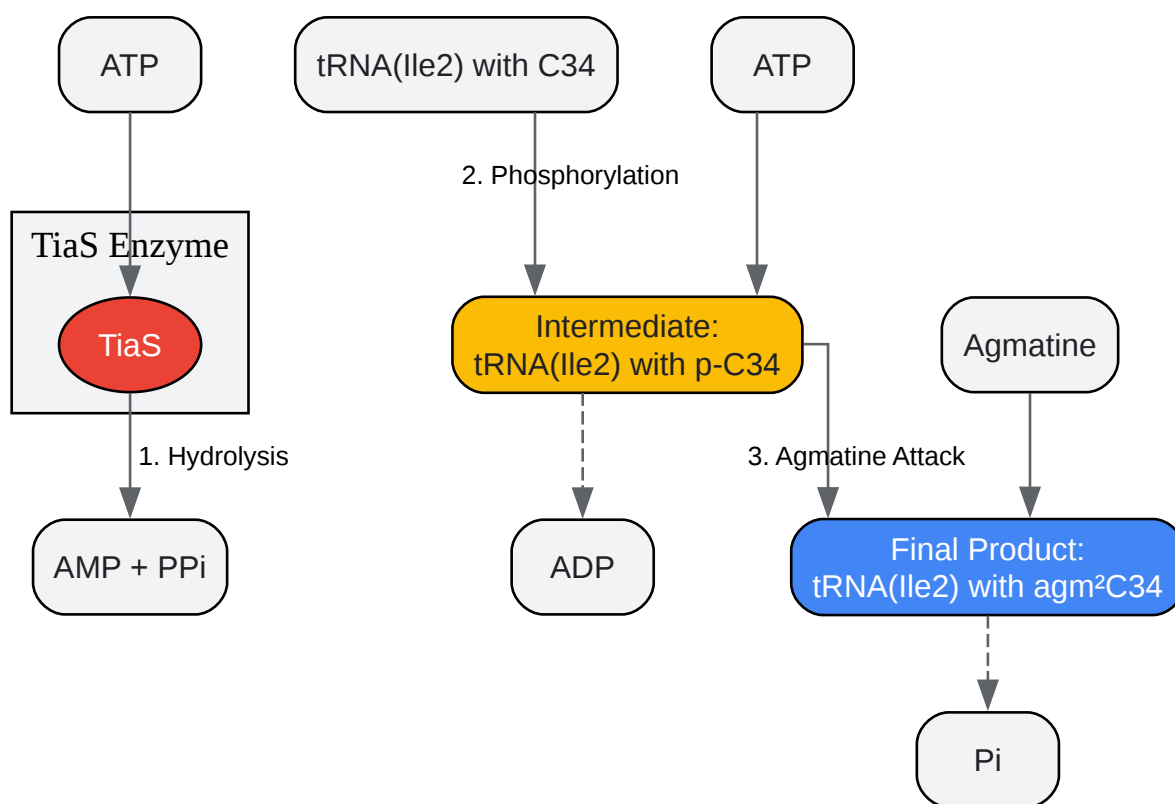 ATP
tRNA(Ile2) with C34
ATP
2. Phosphorylation
TiaS Enzyme
TiaS
Intermediate:
tRNA(Ile2) with p-C34
Agmatine
1. Hydrolysis
3. Agmatine Attack
AMP + PPi
ADP
Final Product:
tRNA(Ile2) with agm²C34
Pi